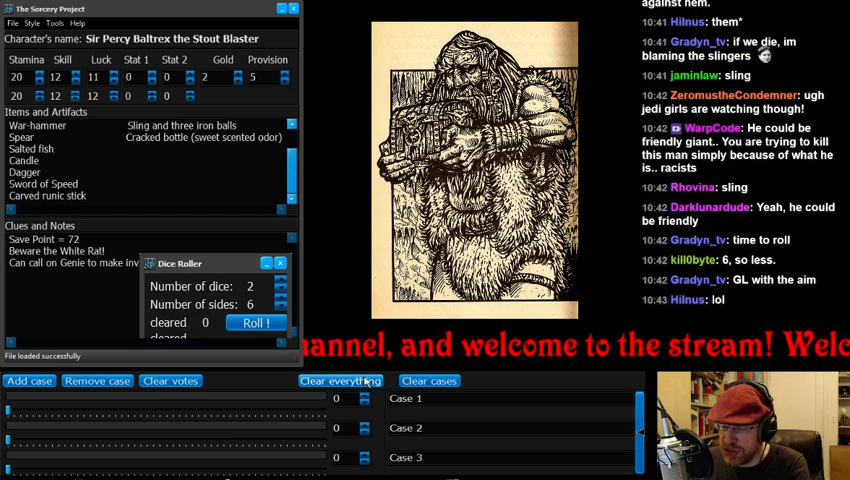 The Sorcery Project
File Style Tools Help
Character's name: Sir Percy Baltrex the Stout Blaster
Stamina Skill Luck Stat 1 Stat 2 Gold Provision
20 12 11 0 0 2 5
20 12 12 0 0
Items and Artifacts
War-hammer Sling and three iron balls
Spear Cracked bottle (sweet scented odor)
Salted fish
Candle
Dagger
Sword of Speed
Carved runic stick
Clues and Notes
Save Point = 72
Beware the White Rat!
Can call on Genie to make inv
Dice Roller
Number of dice: 2
Number of sides: 6
cleared 0 Roll !
cleared
File loaded successfully
against hem.
10:41 Hilnus: them*
10:41 Gradyn_tv: if we die, im
blaming the slingers
10:41 jaminlaw: sling
10:42 ZeromustheCondemner: ugh
jedi girls are watching though!
10:42 WarpCode: He could be
friendly giant.. You are trying to kill
this man simply because of what he
is.. racists
10:42 Rhovina: sling
10:42 Darklunardude: Yeah, he could
be friendly
10:42 Gradyn_tv: time to roll
10:42 kill0byte: 6, so less.
10:42 Gradyn_tv: GL with the aim
10:43 Hilnus: lol
hannel, and welcome to the stream! Welc
Add case Remove case Clear votes Clear everything Clear cases
0 Case 1
0 Case 2
0 Case 3